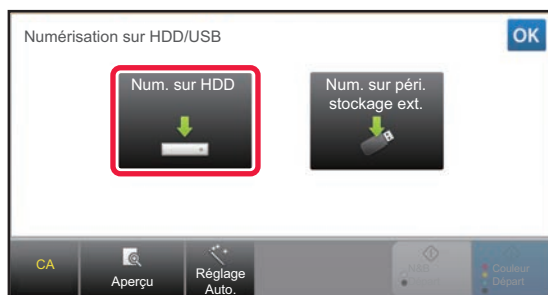 Numérisation sur HDD/USB
OK
Num. sur HDD
Num. sur péri.
stockage ext.
CA
Aperçu
Réglage
Auto.
N&B
Départ
Couleur
Départ